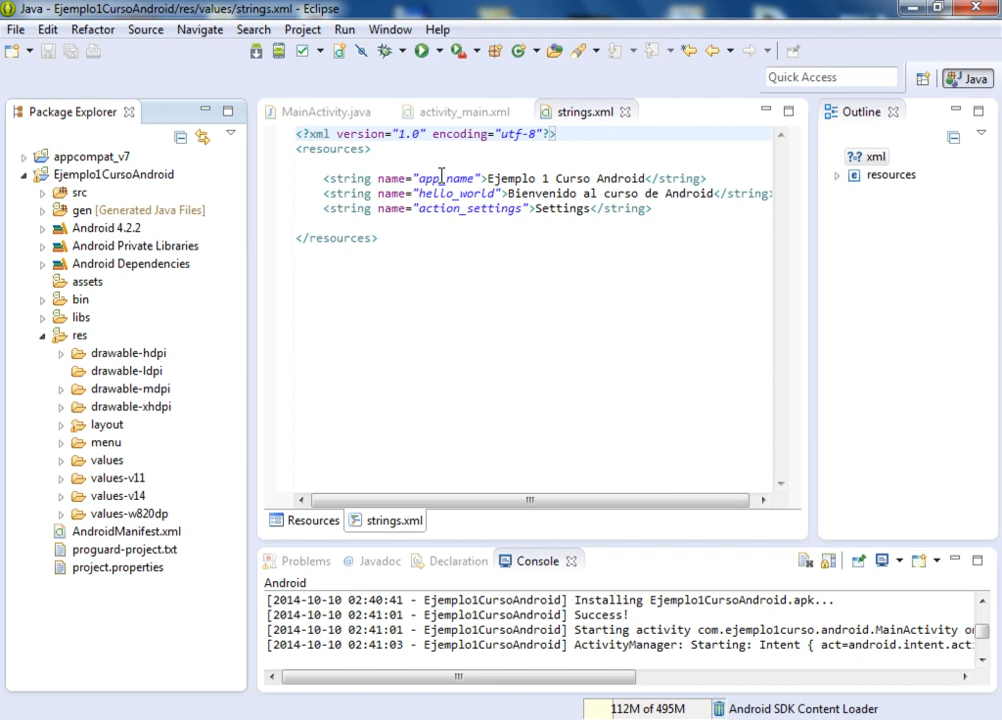 Java - Ejemplo1CursoAndroid/res/values/strings.xml - Eclipse
File Edit Refactor Source Navigate Search Project Run Window Help
Quick Access
Java
Package Explorer
appcompat_v7
Ejemplo1CursoAndroid
src
gen [Generated Java Files]
Android 4.2.2
Android Private Libraries
Android Dependencies
assets
bin
libs
res
drawable-hdpi
drawable-ldpi
drawable-mdpi
drawable-xhdpi
layout
menu
values
values-v11
values-v14
values-w820dp
AndroidManifest.xml
proguard-project.txt
project.properties
MainActivity.java activity_main.xml strings.xml
<?xml version="1.0" encoding="utf-8"?>
<resources>
<string name="app_name">Ejemplo 1 Curso Android</string>
<string name="hello_world">Bienvenido al curso de Android</string>
<string name="action_settings">Settings</string>
</resources>
Resources strings.xml
Outline
?=? xml
e resources
Problems @ Javadoc Declaration Console
Android
[2014-10-10 02:40:41 - Ejemplo1CursoAndroid] Installing Ejemplo1CursoAndroid.apk...
[2014-10-10 02:41:01 - Ejemplo1CursoAndroid] Success!
[2014-10-10 02:41:01 - Ejemplo1CursoAndroid] Starting activity com.ejemplo1curso.android.MainActivity on
[2014-10-10 02:41:03 - Ejemplo1CursoAndroid] ActivityManager: Starting: Intent { act=android.intent.act
112M of 495M
Android SDK Content Loader